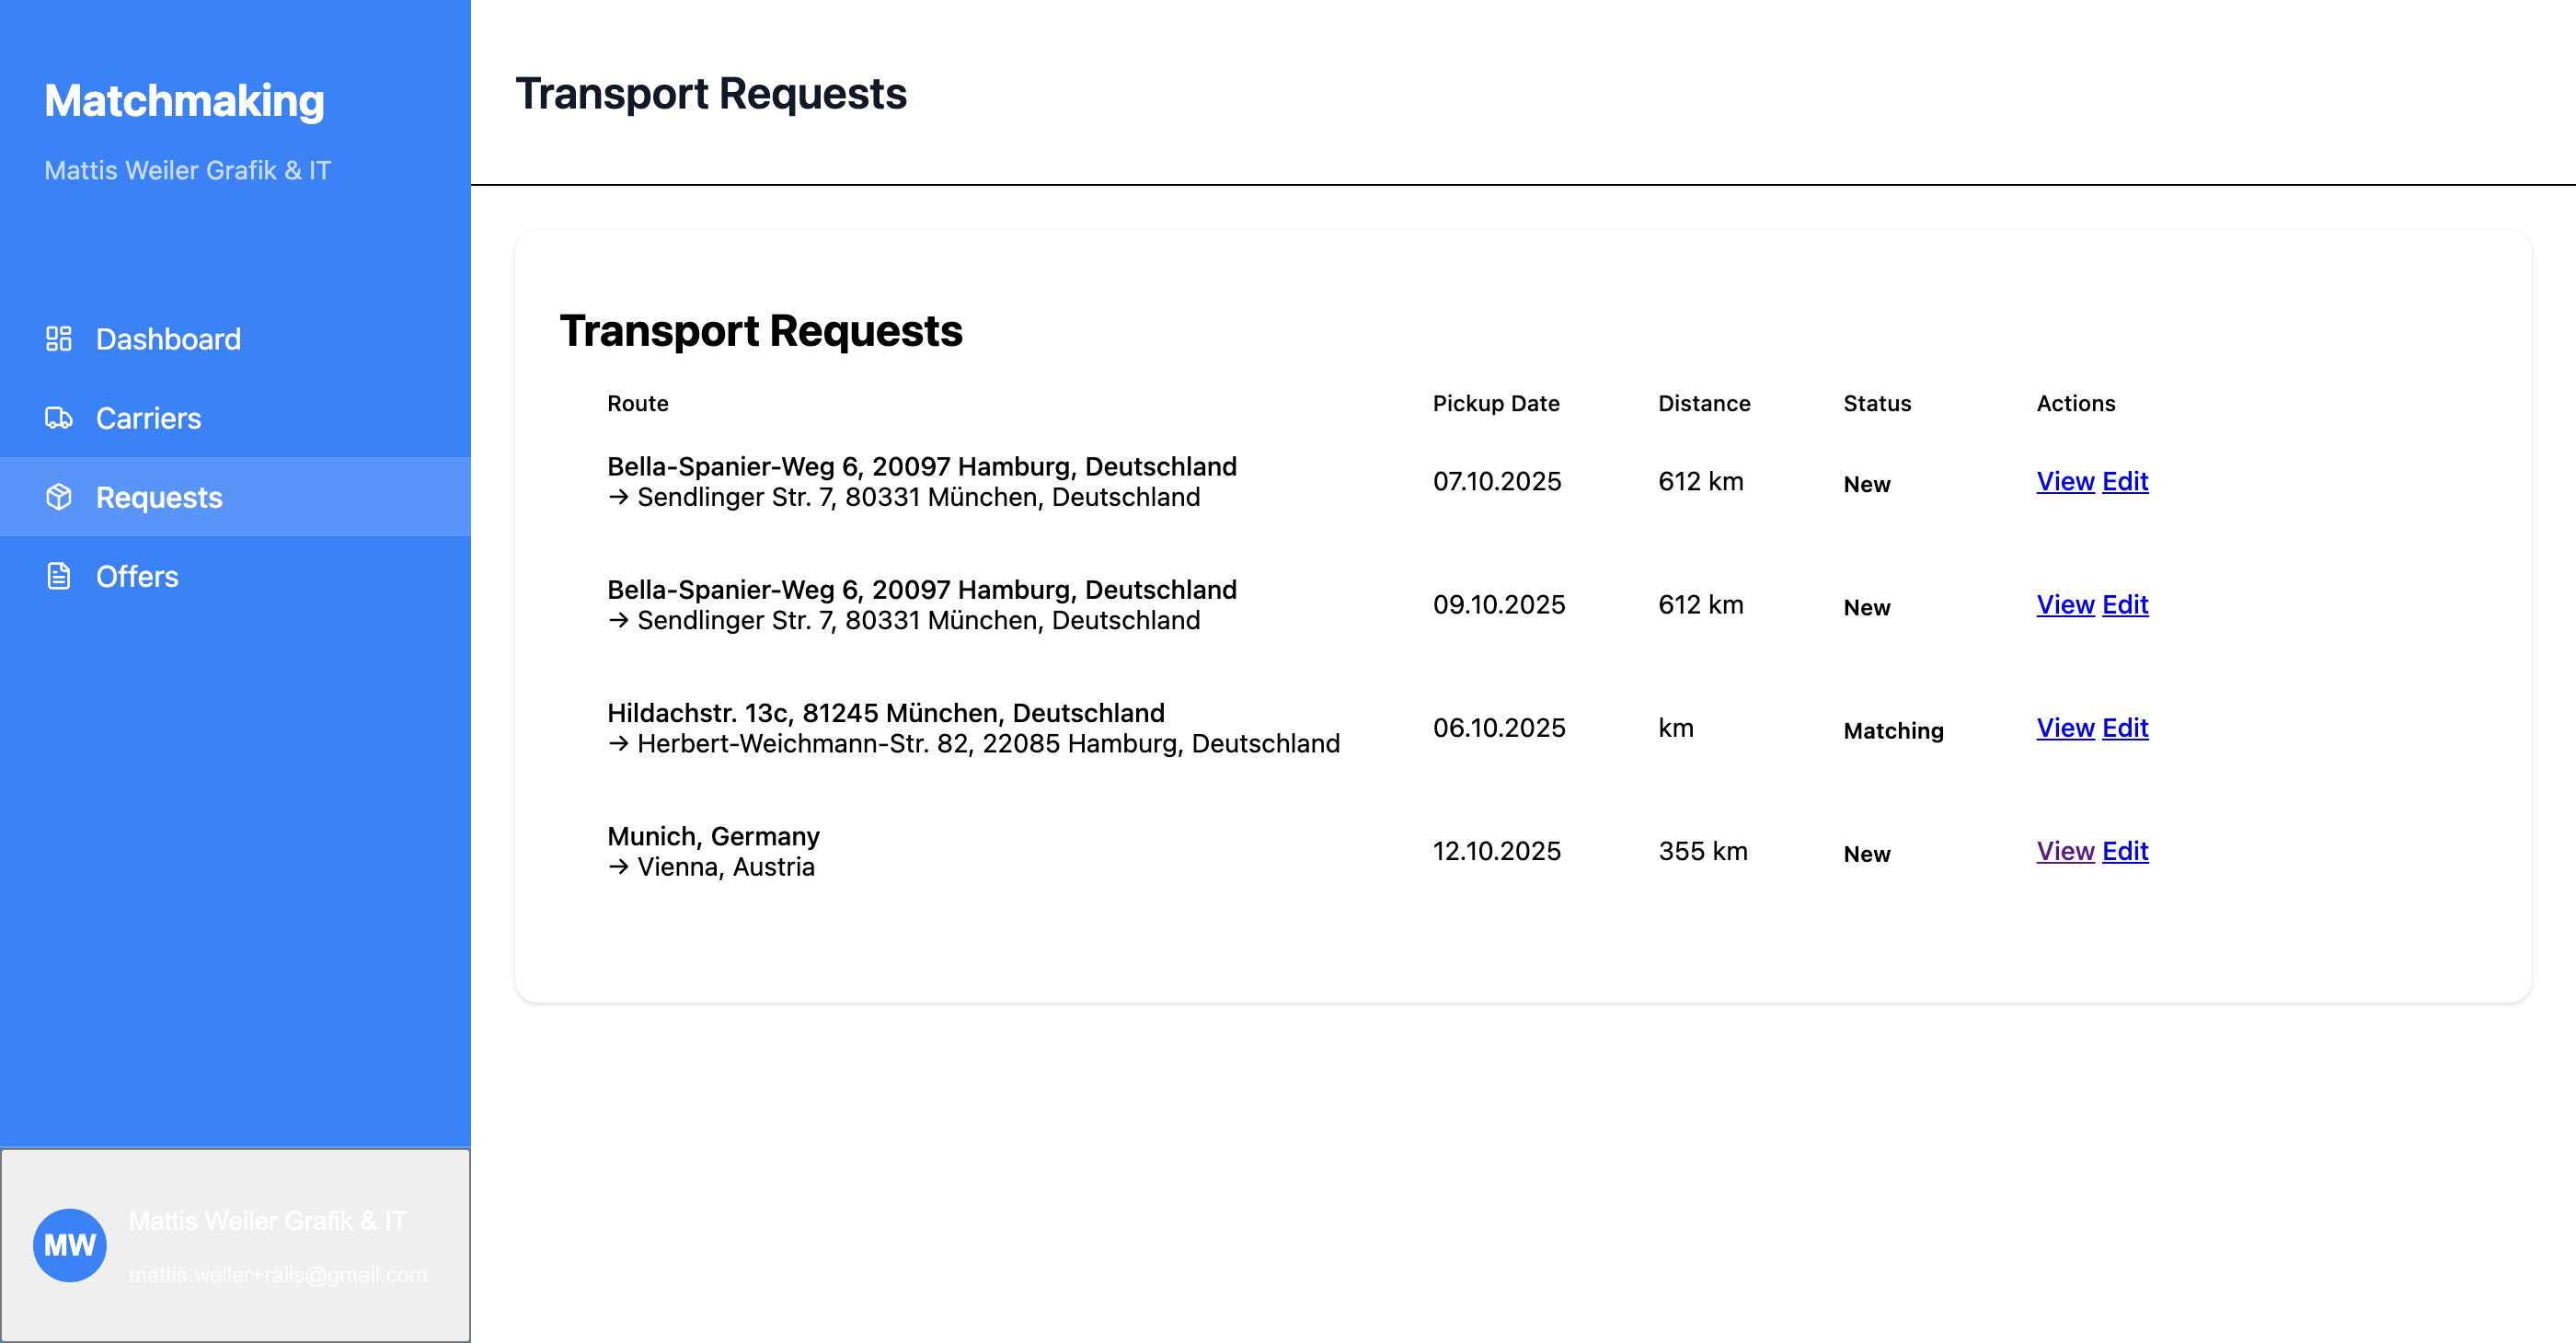 Matchmaking
Mattis Weiler Grafik & IT
Dashboard
Carriers
Requests
Offers
MW
Mattis Weiler Grafik & IT
mattis.weiler+rails@gmail.com
Transport Requests
Transport Requests
Route Pickup Date Distance Status Actions
Bella-Spanier-Weg 6, 20097 Hamburg, Deutschland
→ Sendlinger Str. 7, 80331 München, Deutschland
07.10.2025 612 km New View Edit
Bella-Spanier-Weg 6, 20097 Hamburg, Deutschland
→ Sendlinger Str. 7, 80331 München, Deutschland
09.10.2025 612 km New View Edit
Hildachstr. 13c, 81245 München, Deutschland
→ Herbert-Weichmann-Str. 82, 22085 Hamburg, Deutschland
06.10.2025 km Matching View Edit
Munich, Germany
→ Vienna, Austria
12.10.2025 355 km New View Edit